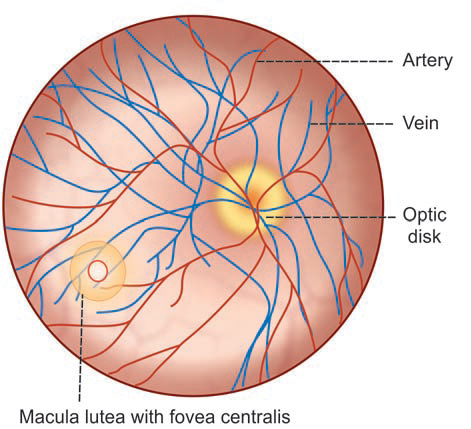 Artery
Vein
Optic
disk
Macula lutea with fovea centralis